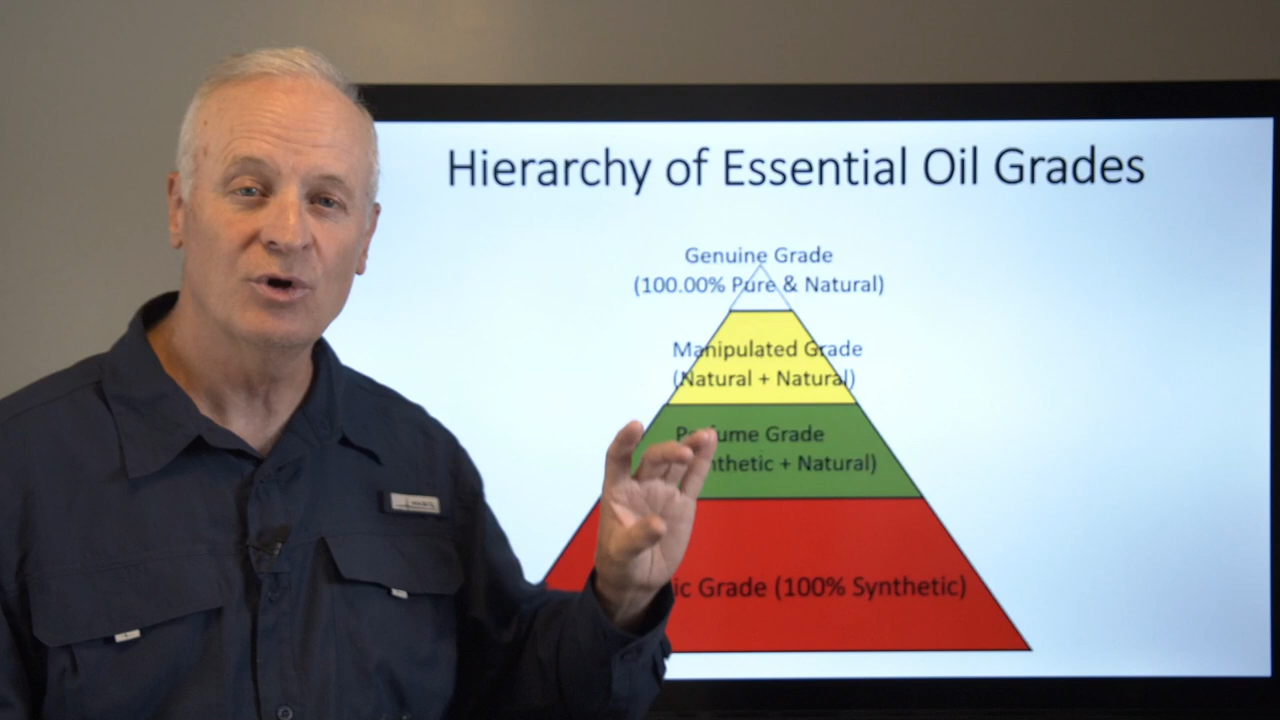 Hierarchy of Essential Oil Grades
Genuine Grade
(100.00% Pure & Natural)
Manipulated Grade
(Natural + Natural)
Grade
+ Natural)
Grade (100% Synthetic)